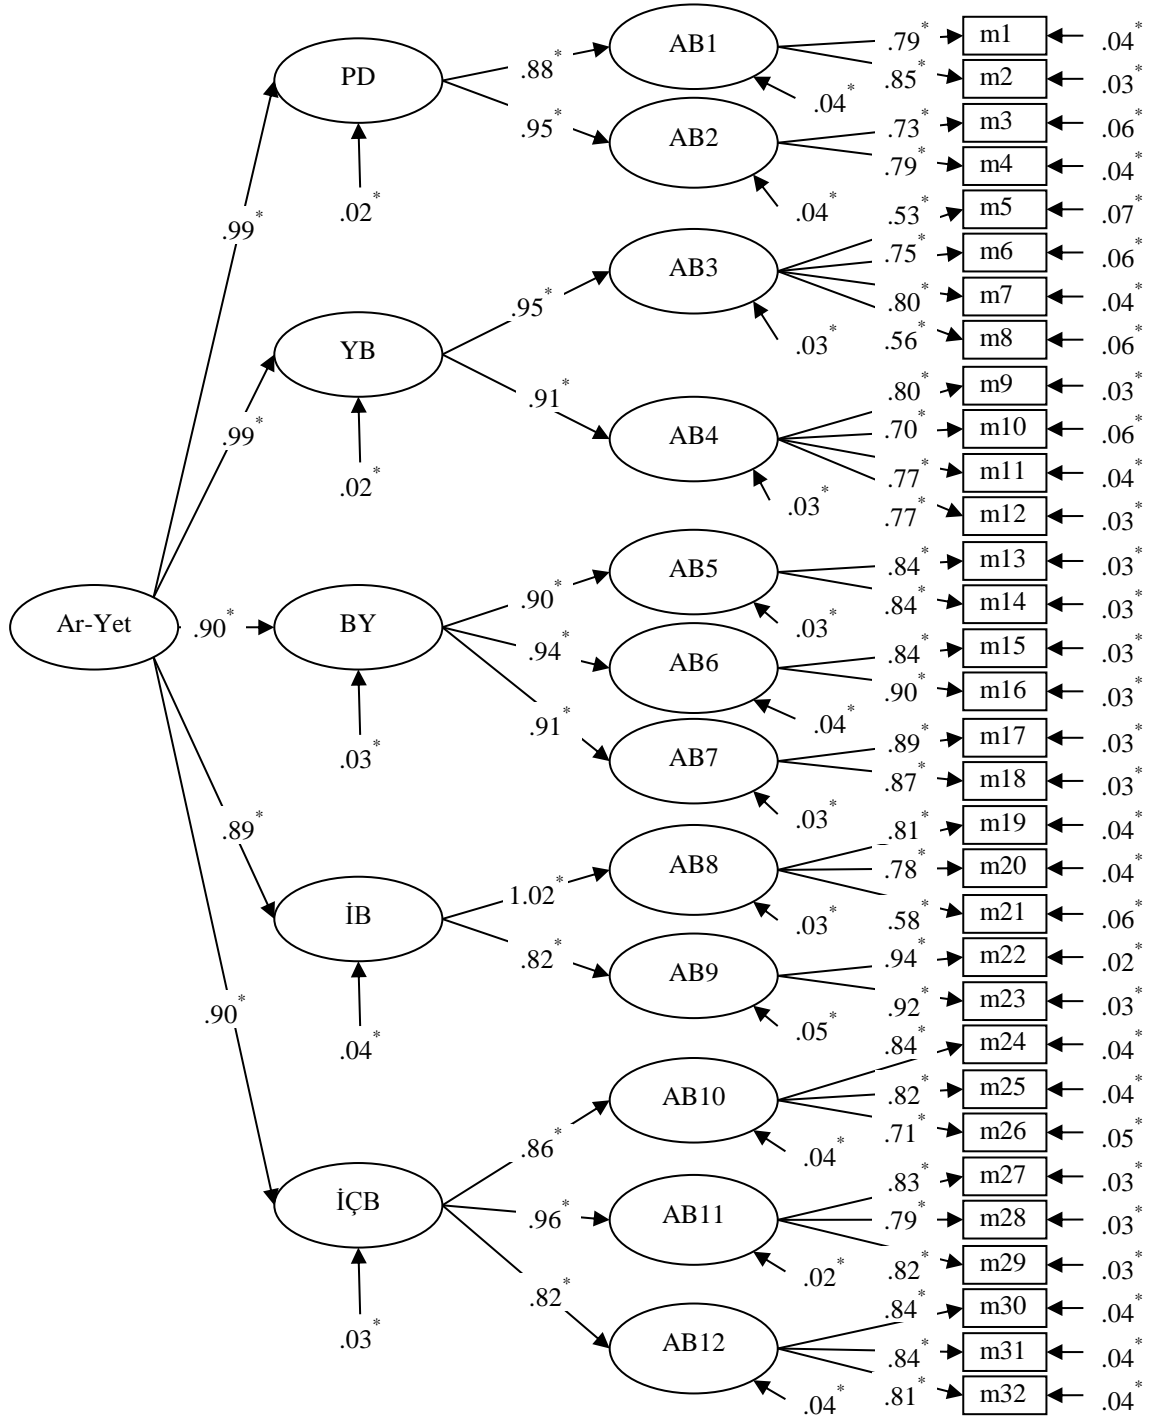 AB1 .79* m1 .04*
PD .88* .85* m2 .03*
.04*
.95* AB2 .73* m3 .06*
.79* m4 .04*
.02* .04* .53* m5 .07*
.99* .75* m6 .06*
AB3
.95* .80* m7 .04*
YB .03* .56* m8 .06*
.91* .80* m9 .03*
.99* AB4 .70* m10 .06*
.02* .77* m11 .04*
.03* .77* m12 .03*
AB5 .84* m13 .03*
.90* .84* m14 .03*
Ar-Yet .90* BY .03*
.94* AB6 .84* m15 .03*
.90* m16 .03*
.91* .04*
.03* AB7 .89* m17 .03*
.87* m18 .03*
.89* .03* .81* m19 .04*
AB8 .78* m20 .04*
İB 1.02* .03* .58* m21 .06*
.82* AB9 .94* m22 .02*
.90* .92* m23 .03*
.04* .05* .84* m24 .04*
AB10 .82* m25 .04*
.86* .04* .71* m26 .05*
İÇB .83* m27 .03*
.96* AB11 .79* m28 .03*
.02* .82* m29 .03*
.82* .84* m30 .04*
.03* AB12 .84* m31 .04*
.04* .81* m32 .04*